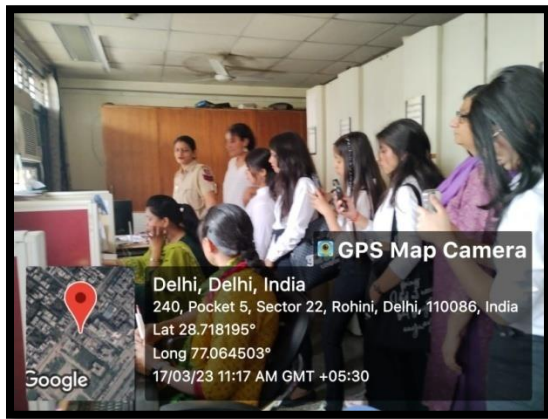 GPS Map Camera
Delhi, Delhi, India
240, Pocket 5, Sector 22, Rohini, Delhi, 110086, India
Lat 28.718195°
Long 77.064503°
17/03/23 11:17 AM GMT +05:30
Google